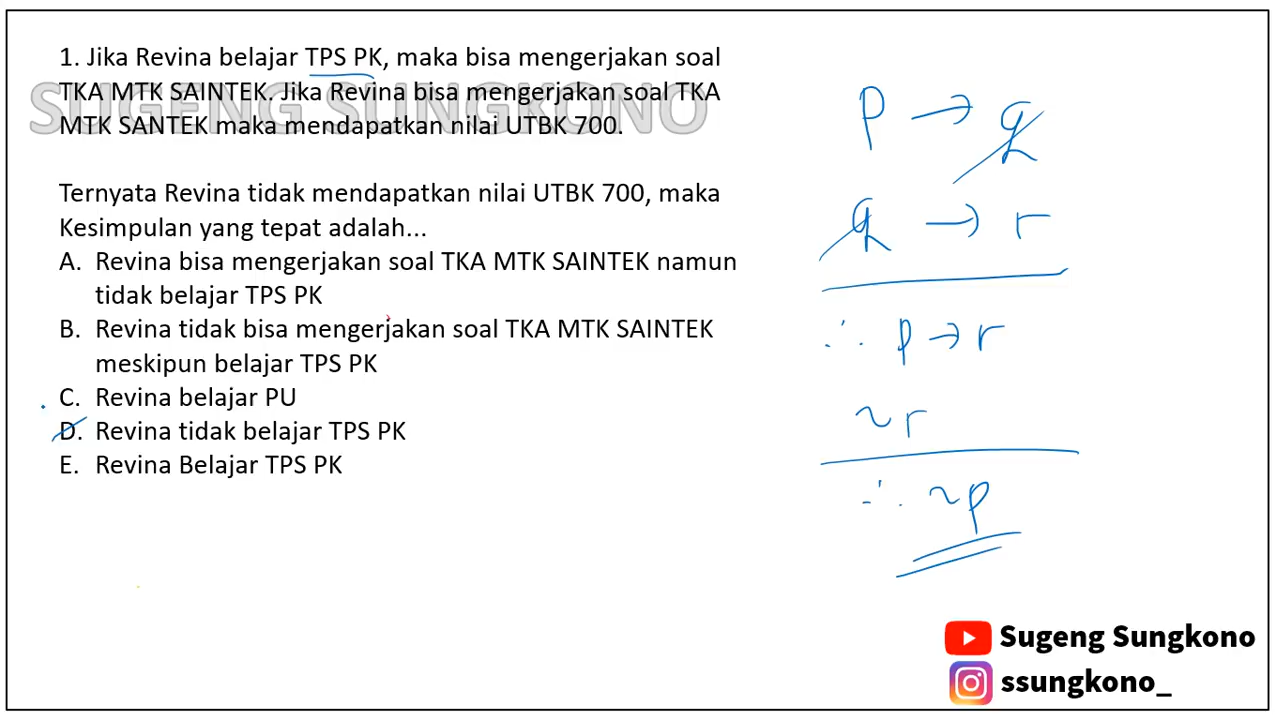 1. Jika Revina belajar TPS PK, maka bisa mengerjakan soal
TKA MTK SAINTEK. Jika Revina bisa mengerjakan soal TKA
MTK SANTEK maka mendapatkan nilai UTBK 700.
SUGENG SUNGKONO
Ternyata Revina tidak mendapatkan nilai UTBK 700, maka
Kesimpulan yang tepat adalah...
A. Revina bisa mengerjakan soal TKA MTK SAINTEK namun
tidak belajar TPS PK
B. Revina tidak bisa mengerjakan soal TKA MTK SAINTEK
meskipun belajar TPS PK
C. Revina belajar PU
D. Revina tidak belajar TPS PK
E. Revina Belajar TPS PK
p → q
q → r
∴ p → r
~r
∴ ~p
Sugeng Sungkono
ssungkono_